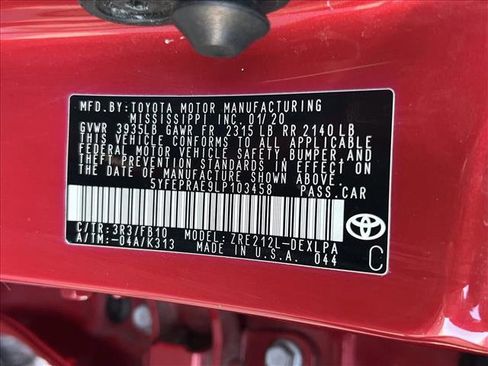 MFD.BY:TOYOTA MOTOR MANUFACTURING
MISSISSIPPI INC. 01/20
GVWR 3935LB GAWR FR 2315 LB RR 2140 LB
THIS VEHICLE CONFORMS TO ALL APPLICABLE
FEDERAL MOTOR VEHICLE SAFETY, BUMPER, AND
THEFT PREVENTION STANDARDS IN EFFECT ON
THE DATE OF MANUFACTURE SHOWN ABOVE.
5YFEPRAE9LP103458 PASS.CAR
C/TR:3R3/FB10 MODEL:ZRE212L-DEXLPA
A/TM:-04A/K313 MADE IN U.S.A. 044
C